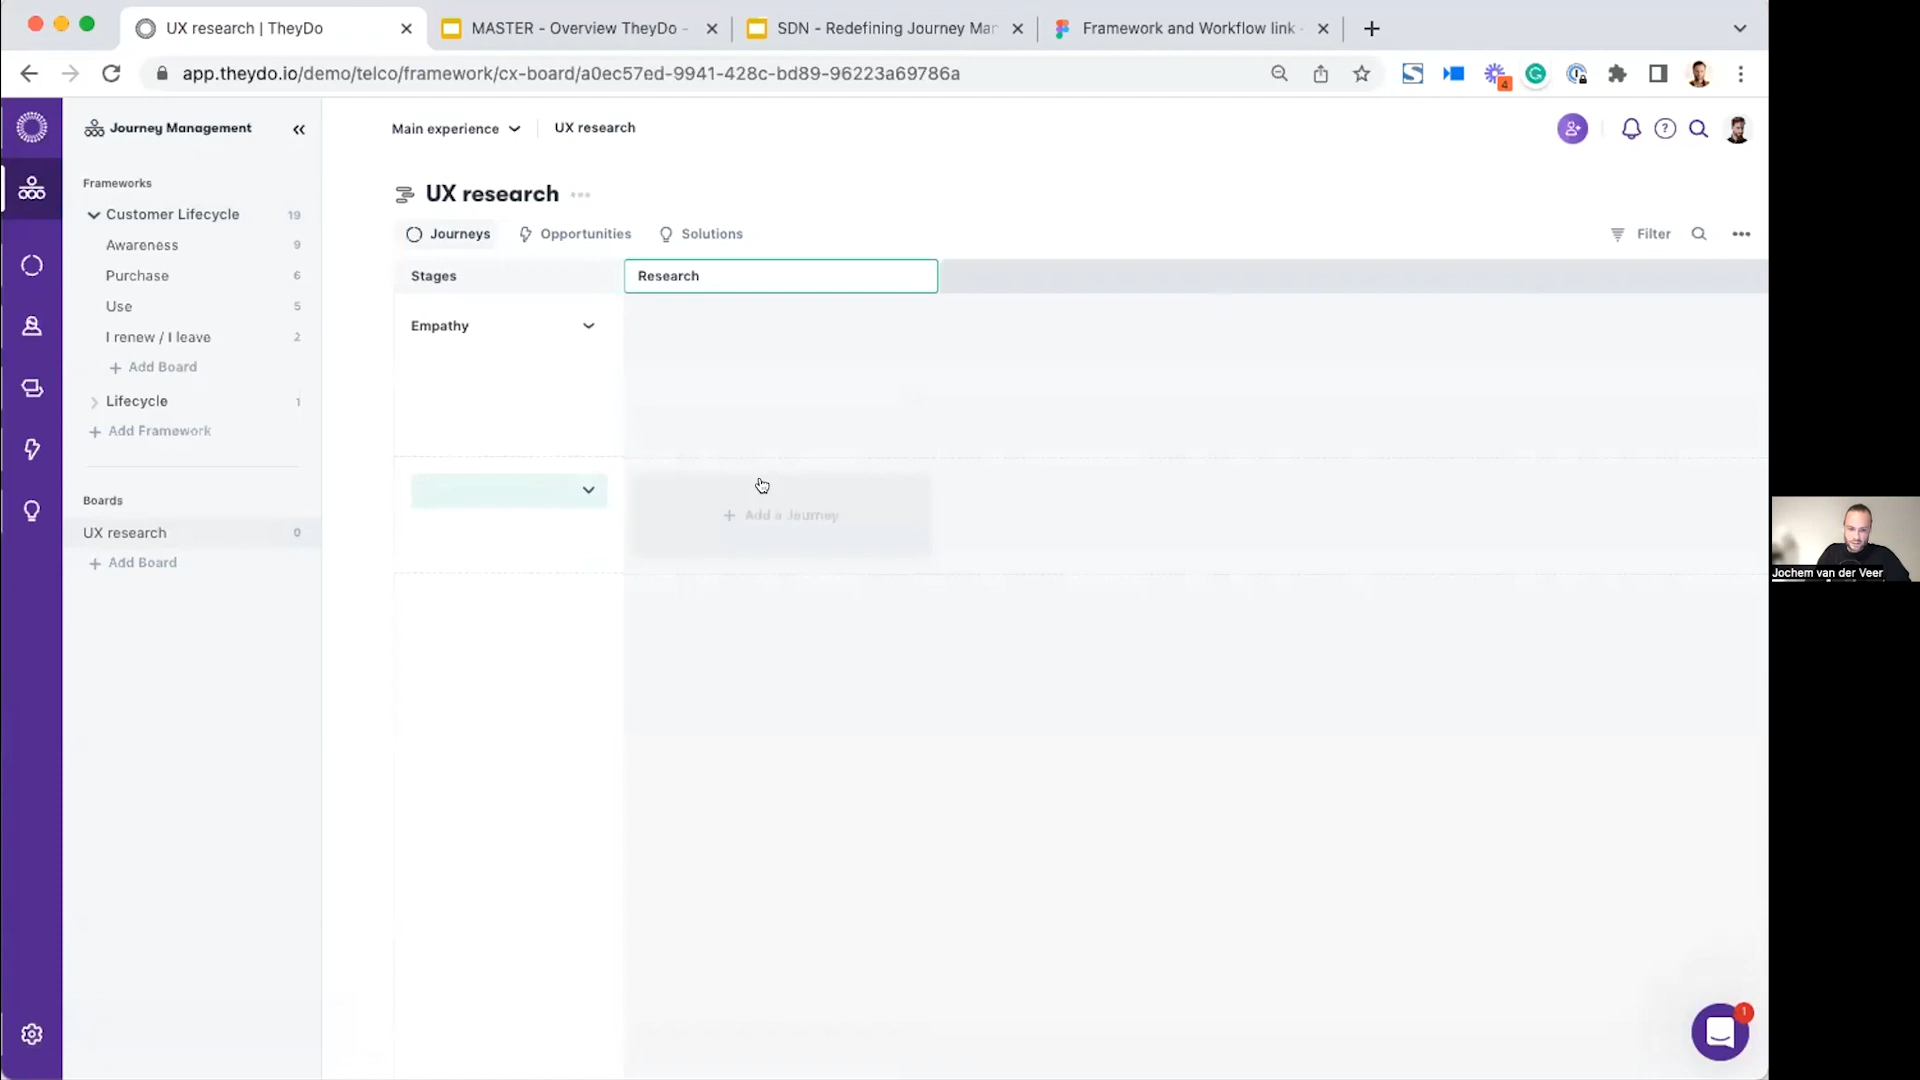 UX research | TheyDo
MASTER - Overview TheyDo -
SDN - Redefining Journey Mar
Framework and Workflow link -
app.theydo.io/demo/telco/framework/cx-board/a0ec57ed-9941-428c-bd89-96223a69786a
4
Journey Management
Main experience
UX research
Frameworks
Customer Lifecycle 19
Awareness 9
Purchase 6
Use 5
I renew / I leave 2
+ Add Board
Lifecycle 1
+ Add Framework
Boards
UX research 0
+ Add Board
UX research
Journeys
Opportunities
Solutions
Filter
Stages
Research
Empathy
+ Add a Journey
Jochem van der Veer
1